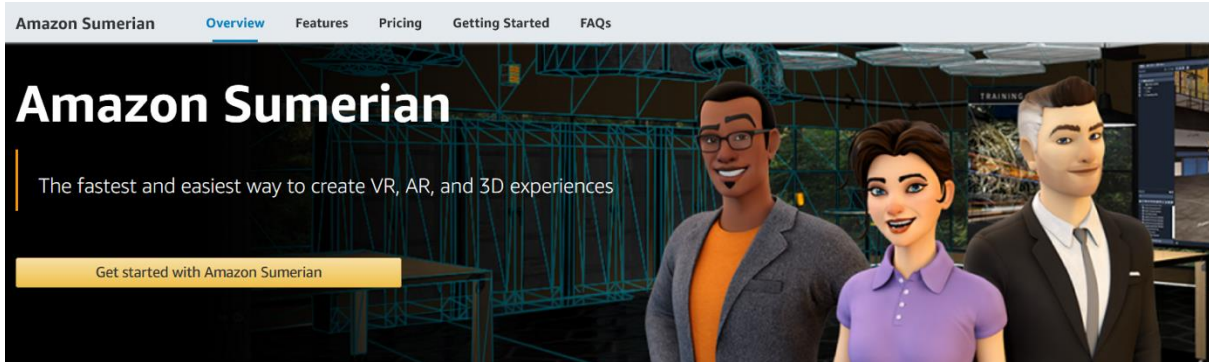 Amazon Sumerian Overview Features Pricing Getting Started FAQs
Amazon Sumerian
TRAINING
The fastest and easiest way to create VR, AR, and 3D experiences
Get started with Amazon Sumerian